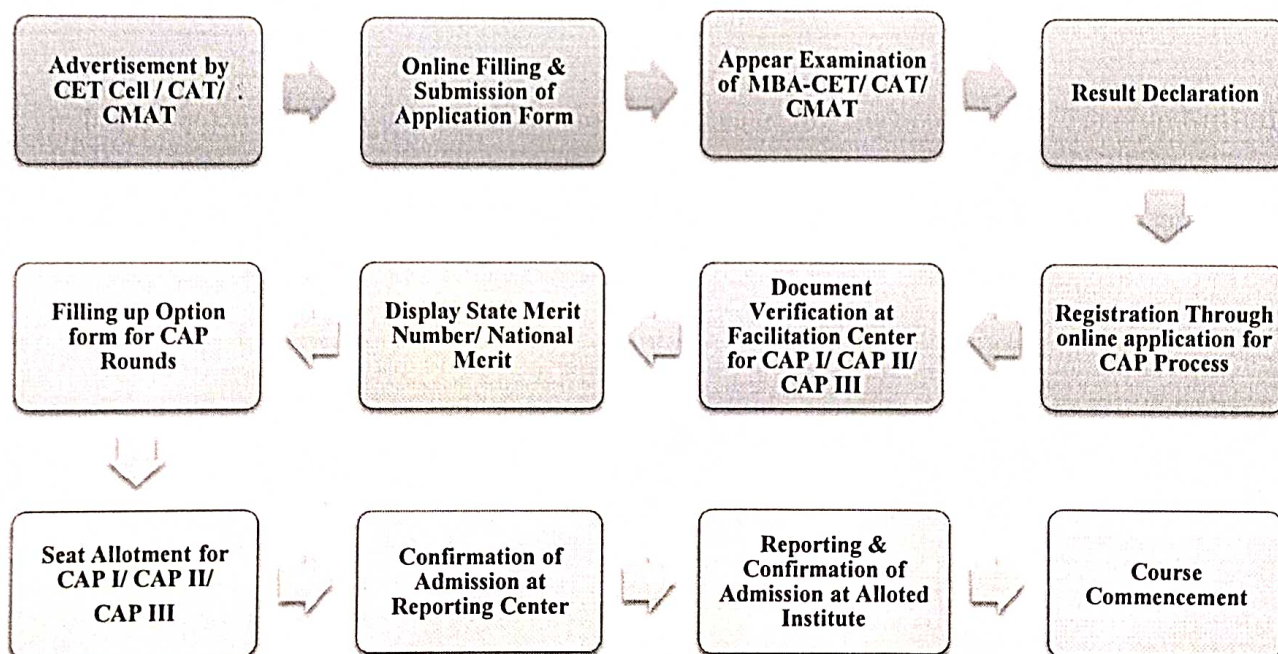 Advertisement by
CET Cell / CAT/
CMAT
Online Filling &
Submission of
Application Form
Appear Examination
of MBA-CET/ CAT/
CMAT
Result Declaration
Registration Through
online application for
CAP Process
Document
Verification at
Facilitation Center
for CAP I/ CAP II/
CAP III
Display State Merit
Number/ National
Merit
Filling up Option
form for CAP
Rounds
Seat Allotment for
CAP I/ CAP II/
CAP III
Confirmation of
Admission at
Reporting Center
Reporting &
Confirmation of
Admission at Alloted
Institute
Course
Commencement